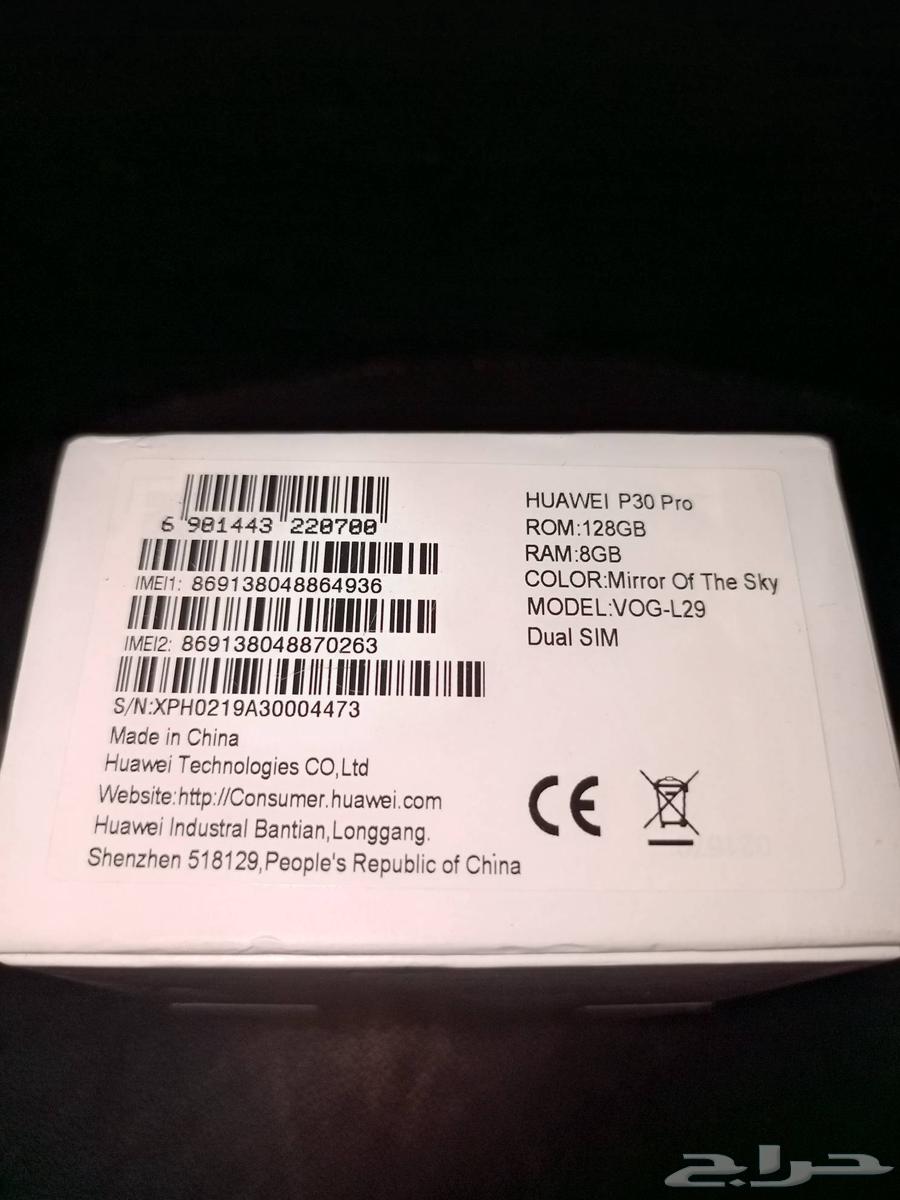 6 901443 220700
IMEI1: 869138048864936
IMEI2: 869138048870263
S/N:XPH0219A30004473
Made in China
Huawei Technologies CO,Ltd
Website:http://Consumer.huawei.com
Huawei Industral Bantian,Longgang.
Shenzhen 518129,People's Republic of China
HUAWEI P30 Pro
ROM:128GB
RAM:8GB
COLOR:Mirror Of The Sky
MODEL:VOG-L29
Dual SIM
CE
حراج